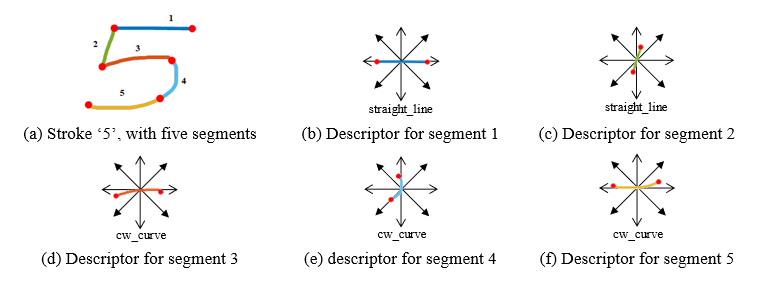 1
2
3
4
5
straight_line
straight_line
(a) Stroke ‘5’, with five segments
(b) Descriptor for segment 1
(c) Descriptor for segment 2
cw_curve
cw_curve
cw_curve
(d) Descriptor for segment 3
(e) descriptor for segment 4
(f) Descriptor for segment 5